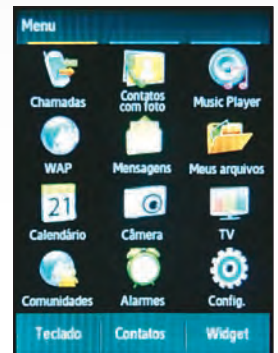 Menu
Chamadas
Contatos
com foto
Music Player
WAP
Mensagens
Meus arquivos
21
Calendário
Câmera
TV
Comunidades
Alarmes
Config.
Teclado
Contatos
Widget